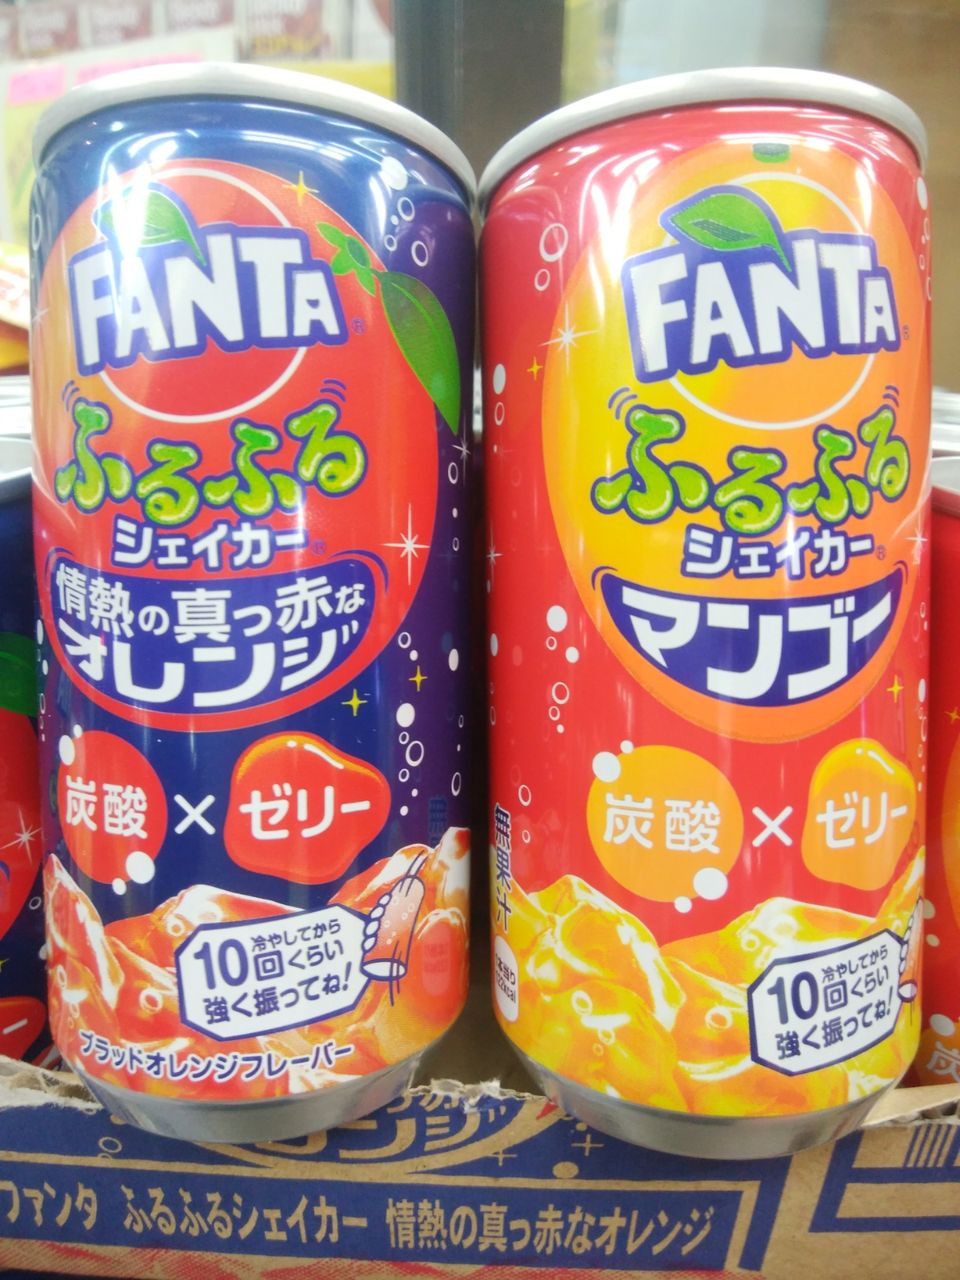 FANTA
ふるふる
シェイカー
情熱の真っ赤な
オレンジ
炭酸×ゼリー
冷やしてから
10回くらい
強く振ってね!
ブラッドオレンジフレーバー
FANTA
ふるふる
シェイカー
マンゴー
炭酸×ゼリー
無果汁
冷やしてから
10回くらい
強く振ってね!
ファンタ ふるふるシェイカー 情熱の真っ赤なオレンジ